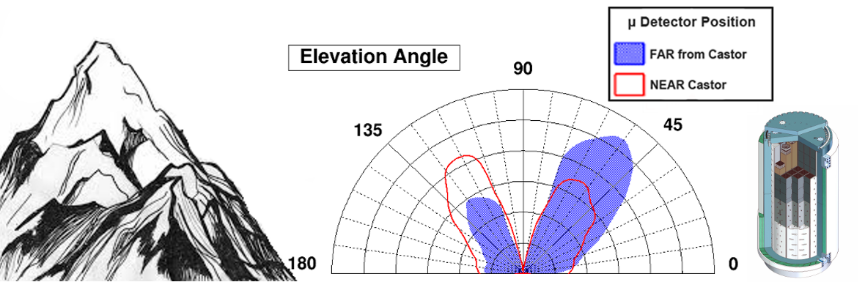 μ Detector Position
FAR from Castor
NEAR Castor
Elevation Angle
90
135
45
180
0